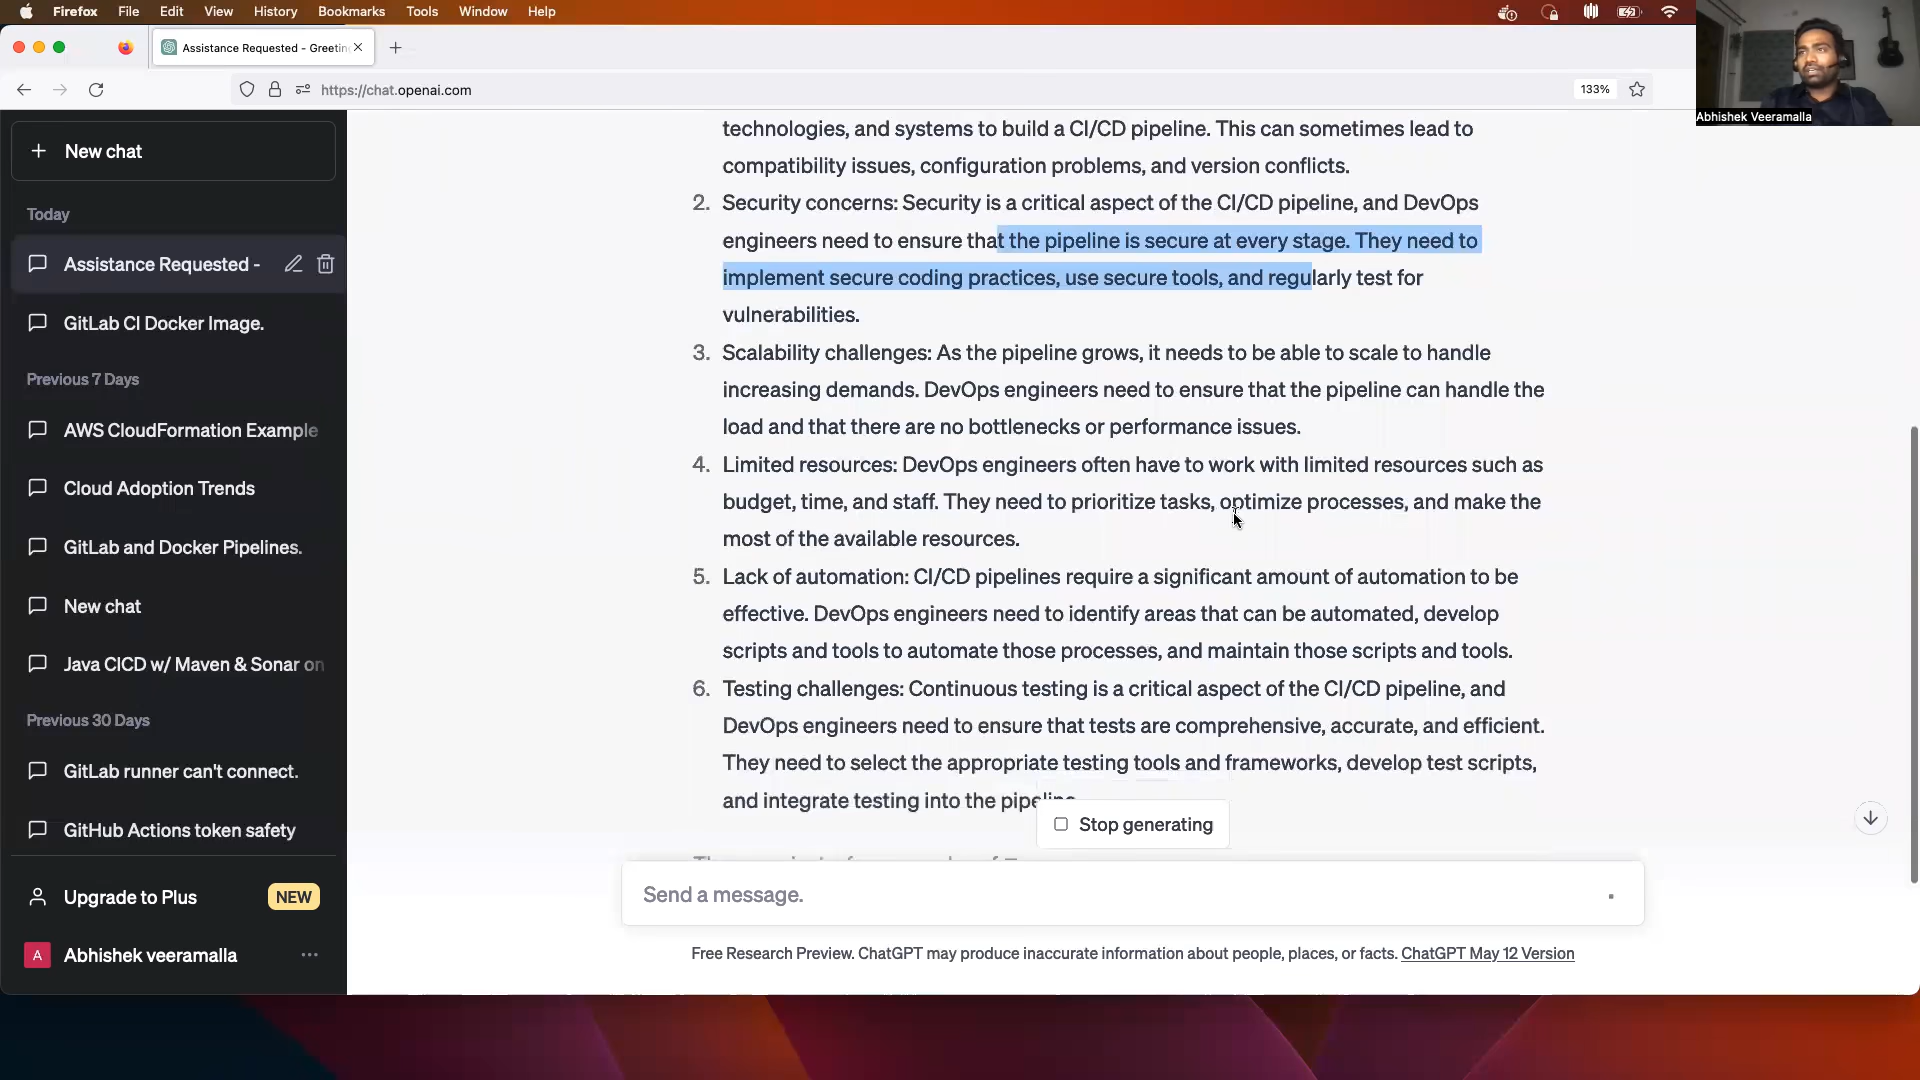 Firefox File Edit View History Bookmarks Tools Window Help
Assistance Requested - Greetin
https://chat.openai.com
133%
Abhishek Veeramalla
New chat
Today
Assistance Requested -
GitLab CI Docker Image.
Previous 7 Days
AWS CloudFormation Example
Cloud Adoption Trends
GitLab and Docker Pipelines.
New chat
Java CICD w/ Maven & Sonar on
Previous 30 Days
GitLab runner can't connect.
GitHub Actions token safety
Upgrade to Plus NEW
A Abhishek veeramalla
technologies, and systems to build a CI/CD pipeline. This can sometimes lead to
compatibility issues, configuration problems, and version conflicts.
2. Security concerns: Security is a critical aspect of the CI/CD pipeline, and DevOps
engineers need to ensure that the pipeline is secure at every stage. They need to
implement secure coding practices, use secure tools, and regularly test for
vulnerabilities.
3. Scalability challenges: As the pipeline grows, it needs to be able to scale to handle
increasing demands. DevOps engineers need to ensure that the pipeline can handle the
load and that there are no bottlenecks or performance issues.
4. Limited resources: DevOps engineers often have to work with limited resources such as
budget, time, and staff. They need to prioritize tasks, optimize processes, and make the
most of the available resources.
5. Lack of automation: CI/CD pipelines require a significant amount of automation to be
effective. DevOps engineers need to identify areas that can be automated, develop
scripts and tools to automate those processes, and maintain those scripts and tools.
6. Testing challenges: Continuous testing is a critical aspect of the CI/CD pipeline, and
DevOps engineers need to ensure that tests are comprehensive, accurate, and efficient.
They need to select the appropriate testing tools and frameworks, develop test scripts,
and integrate testing into the pipeline.
Stop generating
Send a message.
Free Research Preview. ChatGPT may produce inaccurate information about people, places, or facts. ChatGPT May 12 Version